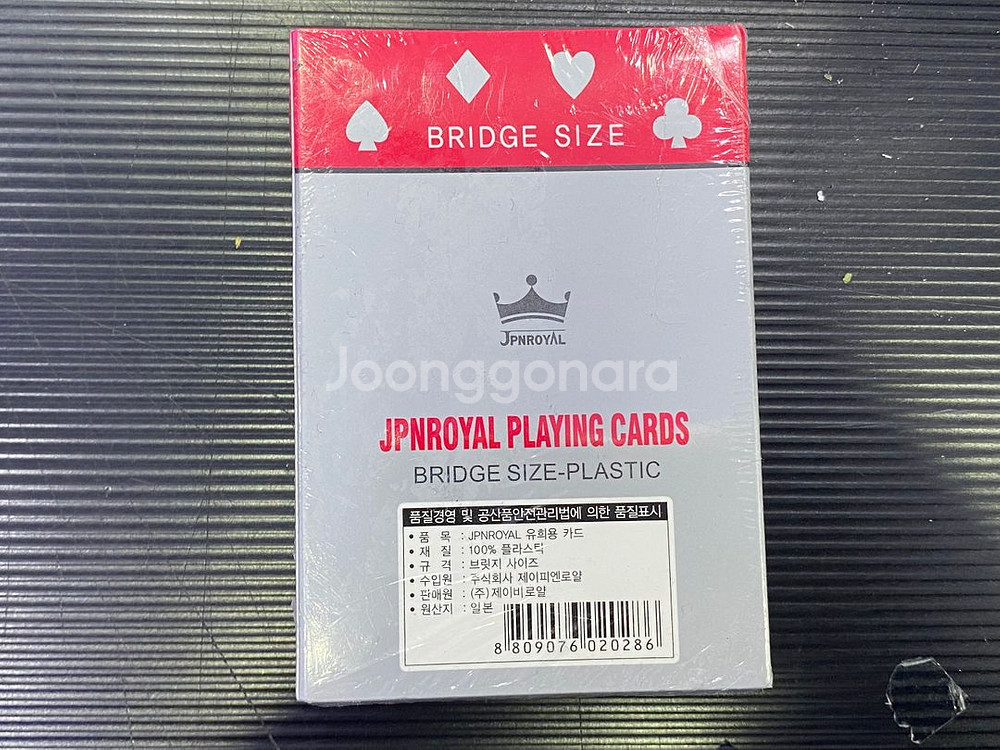 BRIDGE SIZE
JPNROYAL
Joonggonara
JPNROYAL PLAYING CARDS
BRIDGE SIZE-PLASTIC
품질경영 및 공산품안전관리법에 의한 품질표시
• 품 목 : JPNROYAL 유희용 카드
• 재 질 : 100% 플라스틱
• 규 격 : 브릿지 사이즈
• 수입원 : 주식회사 제이피엔로얄
• 판매원 : (주)제이비로얄
• 원산지 : 일본
8 809076 020286